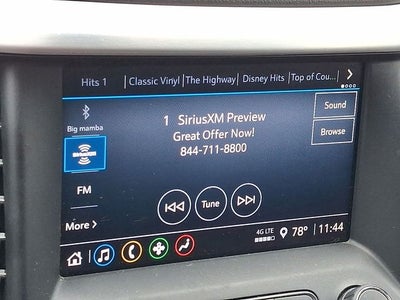 Hits 1 Classic Vinyl The Highway Disney Hits Top of Cou...
1 SiriusXM Preview
Great Offer Now!
844-711-8800
Sound
Browse
Big mamba
SiriusXM
FM
More
Tune
4G LTE
78°
11:44